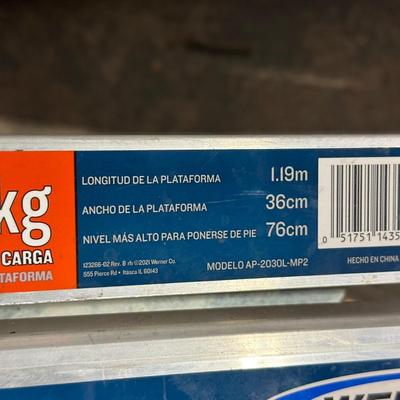 kg
CARGA
LONGITUD DE LA PLATAFORMA 1.19m
ANCHO DE LA PLATAFORMA 36cm
NIVEL MÁS ALTO PARA PONERSE DE PIE 76cm
123266-02 Rev. B rh ©2021 Werner Co.
555 Pierce Rd • Itasca IL 60143
MODELO AP-2030L-MP2
0 51751 1435
HECHO EN CHINA